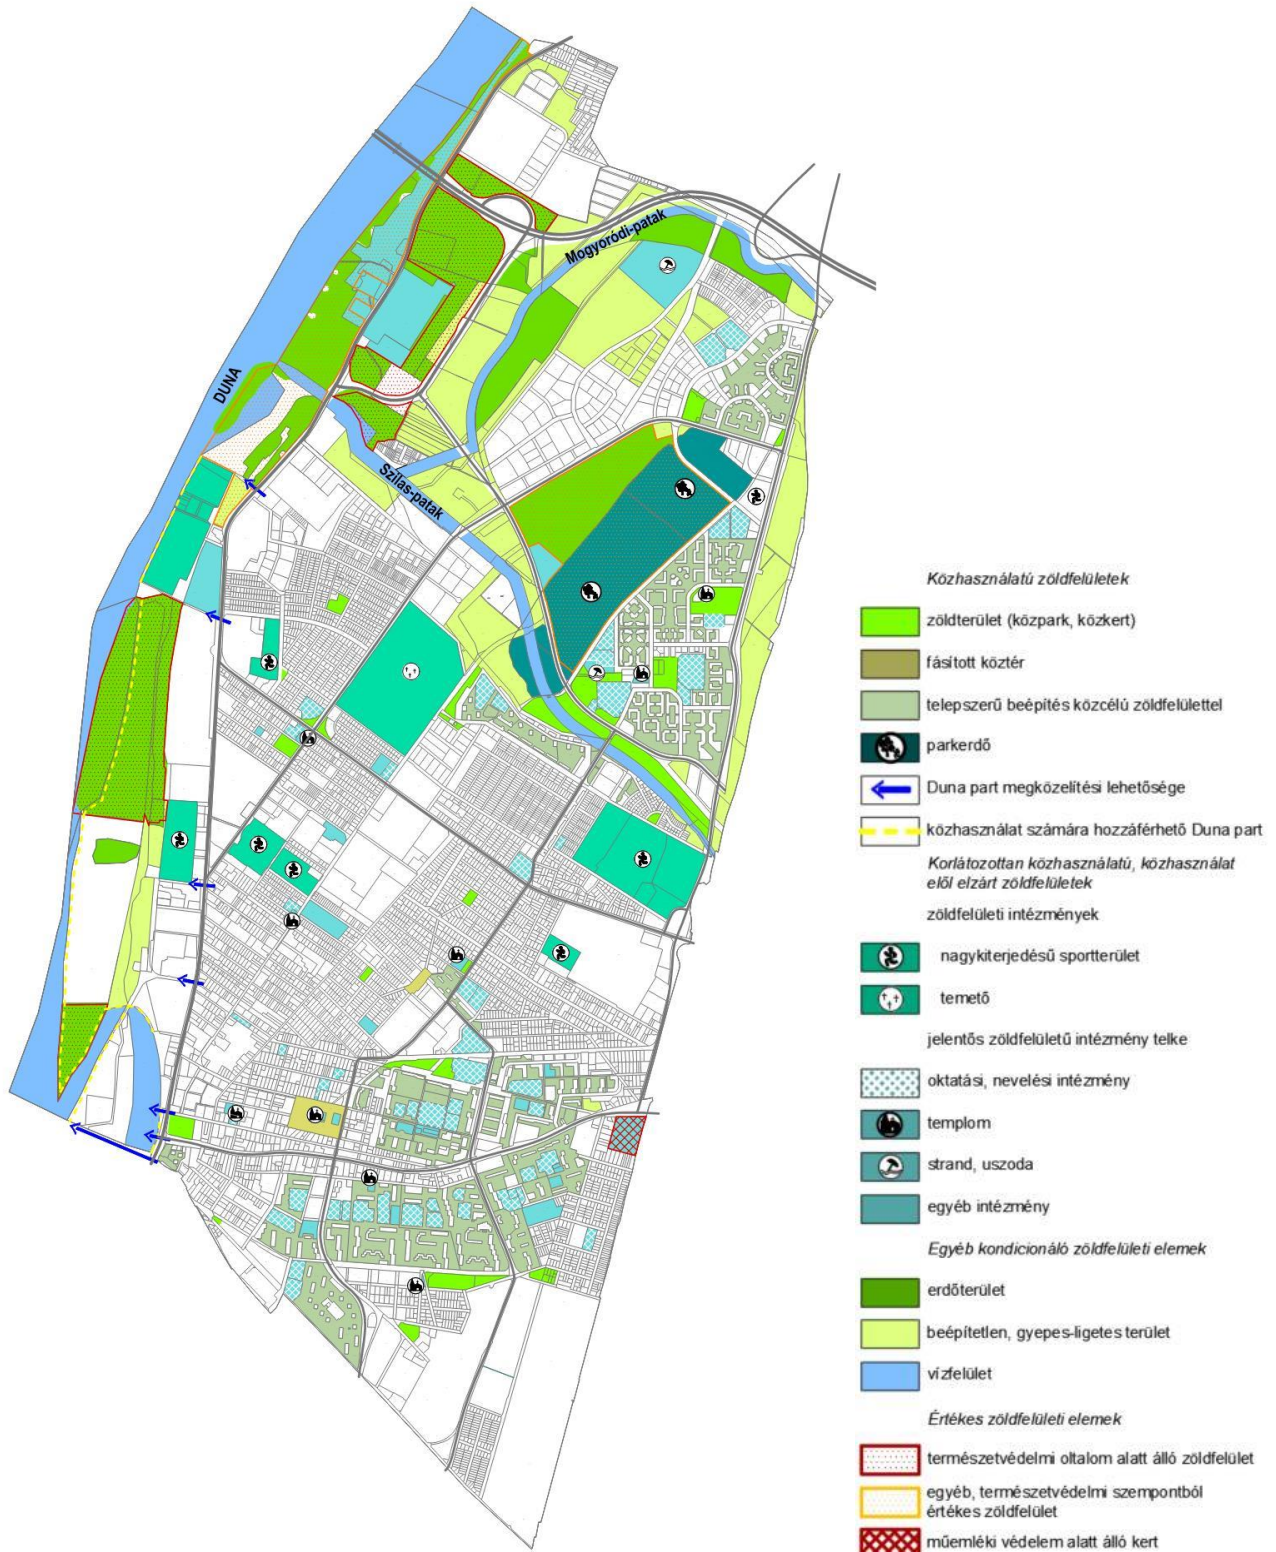 Mogyoródi-patak
DUNA
Szilas-patak
Közhasználatú zöldfelületek
zöldterület (közpark, közkert)
fásított köztér
telepszerű beépítés közcélú zöldfelülettel
parkerdő
Duna part megközelítési lehetősége
közhasználat számára hozzáférhető Duna part
Korlátozottan közhasználatú, közhasználat
elől elzárt zöldfelületek
zöldfelületi intézmények
nagykiterjedésű sportterület
temető
jelentős zöldfelületű intézmény telke
oktatási, nevelési intézmény
templom
strand, uszoda
egyéb intézmény
Egyéb kondicionáló zöldfelületi elemek
erdőterület
beépítetlen, gyepes-ligetes terület
vízfelület
Értékes zöldfelületi elemek
természetvédelmi oltalom alatt álló zöldfelület
egyéb, természetvédelmi szempontból
értékes zöldfelület
műemléki védelem alatt álló kert